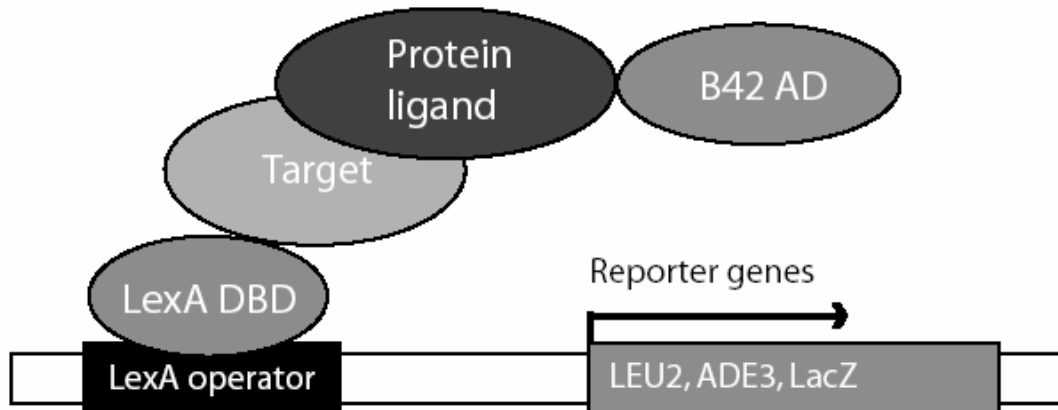 Protein
ligand
B42 AD
Target
LexA DBD
Reporter genes
LexA operator
LEU2, ADE3, LacZ